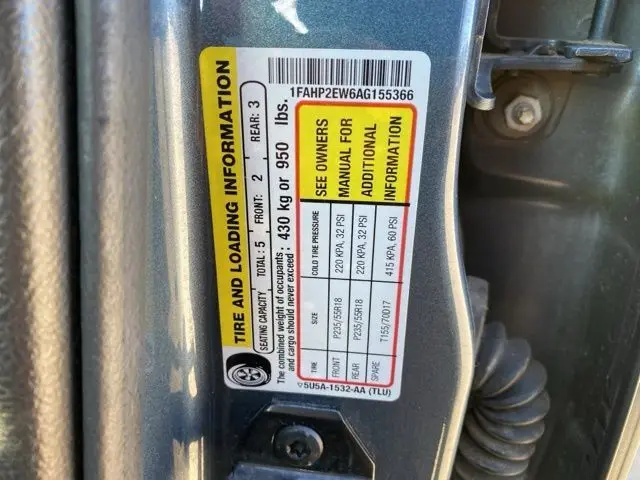 TIRE AND LOADING INFORMATION
SEATING CAPACITY TOTAL: 5 FRONT: 2 REAR: 3
The combined weight of occupants and cargo should never exceed: 430 kg or 950 lbs.
TIRE SIZE COLD TIRE PRESSURE
FRONT P235/55R18 220 KPA, 32 PSI
REAR P235/55R18 220 KPA, 32 PSI
SPARE T155/70D17 415 KPA, 60 PSI
SEE OWNERS
MANUAL FOR
ADDITIONAL
INFORMATION
5U5A-1532-AA (TLU)
1FAHP2EW6AG155366